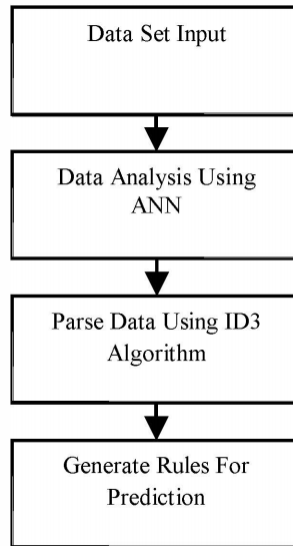 Data Set Input
Data Analysis Using
ANN
Parse Data Using ID3
Algorithm
Generate Rules For
Prediction